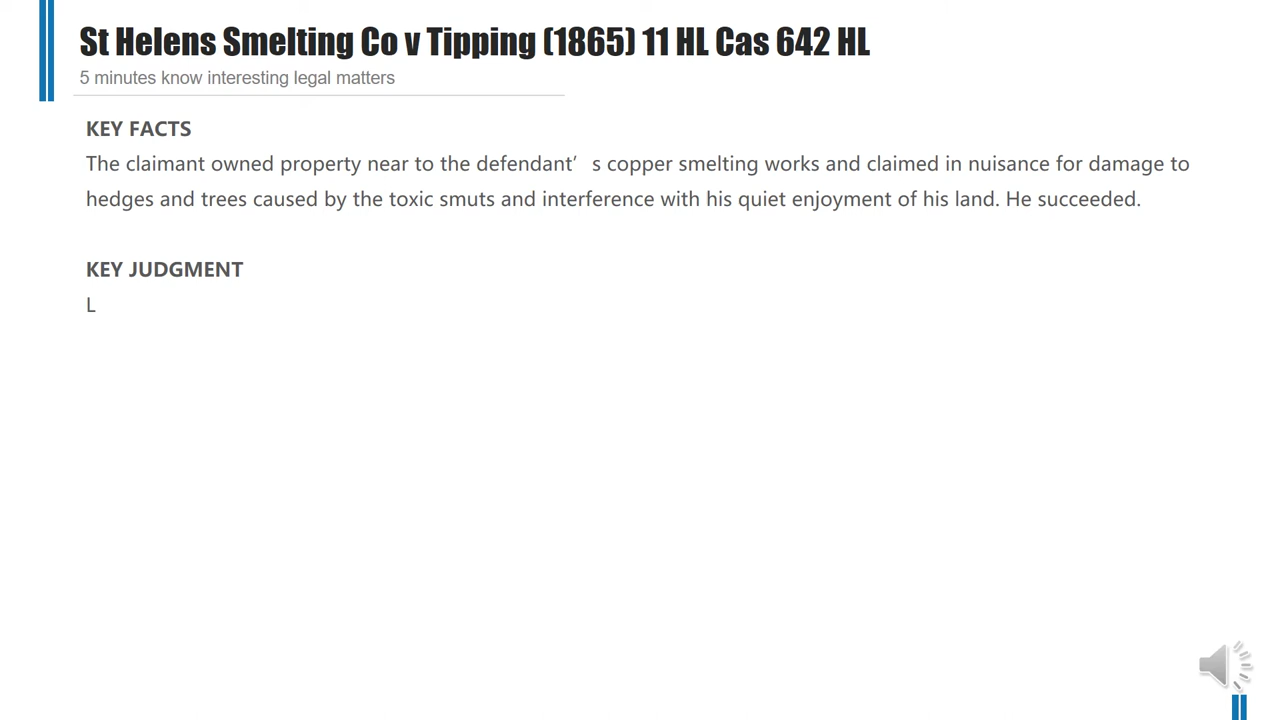 St Helens Smelting Co v Tipping (1865) 11 HL Cas 642 HL
5 minutes know interesting legal matters
KEY FACTS
The claimant owned property near to the defendant’ s copper smelting works and claimed in nuisance for damage to
hedges and trees caused by the toxic smuts and interference with his quiet enjoyment of his land. He succeeded.
KEY JUDGMENT
L